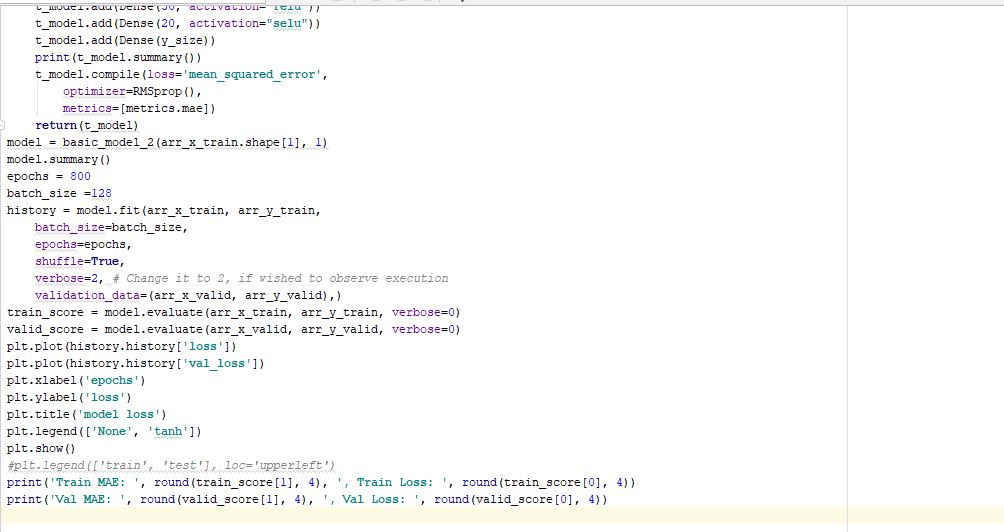 t_model.add(Dense(50, activation="relu"))
t_model.add(Dense(20, activation="selu"))
t_model.add(Dense(y_size))
print(t_model.summary())
t_model.compile(loss='mean_squared_error',
optimizer=RMSprop(),
metrics=[metrics.mae])
return(t_model)
model = basic_model_2(arr_x_train.shape[1], 1)
model.summary()
epochs = 800
batch_size =128
history = model.fit(arr_x_train, arr_y_train,
batch_size=batch_size,
epochs=epochs,
shuffle=True,
verbose=2, # Change it to 2, if wished to observe execution
validation_data=(arr_x_valid, arr_y_valid),)
train_score = model.evaluate(arr_x_train, arr_y_train, verbose=0)
valid_score = model.evaluate(arr_x_valid, arr_y_valid, verbose=0)
plt.plot(history.history['loss'])
plt.plot(history.history['val_loss'])
plt.xlabel('epochs')
plt.ylabel('loss')
plt.title('model loss')
plt.legend(['None', 'tanh'])
plt.show()
#plt.legend(['train', 'test'], loc='upperleft')
print('Train MAE: ', round(train_score[1], 4), ', Train Loss: ', round(train_score[0], 4))
print('Val MAE: ', round(valid_score[1], 4), ', Val Loss: ', round(valid_score[0], 4))